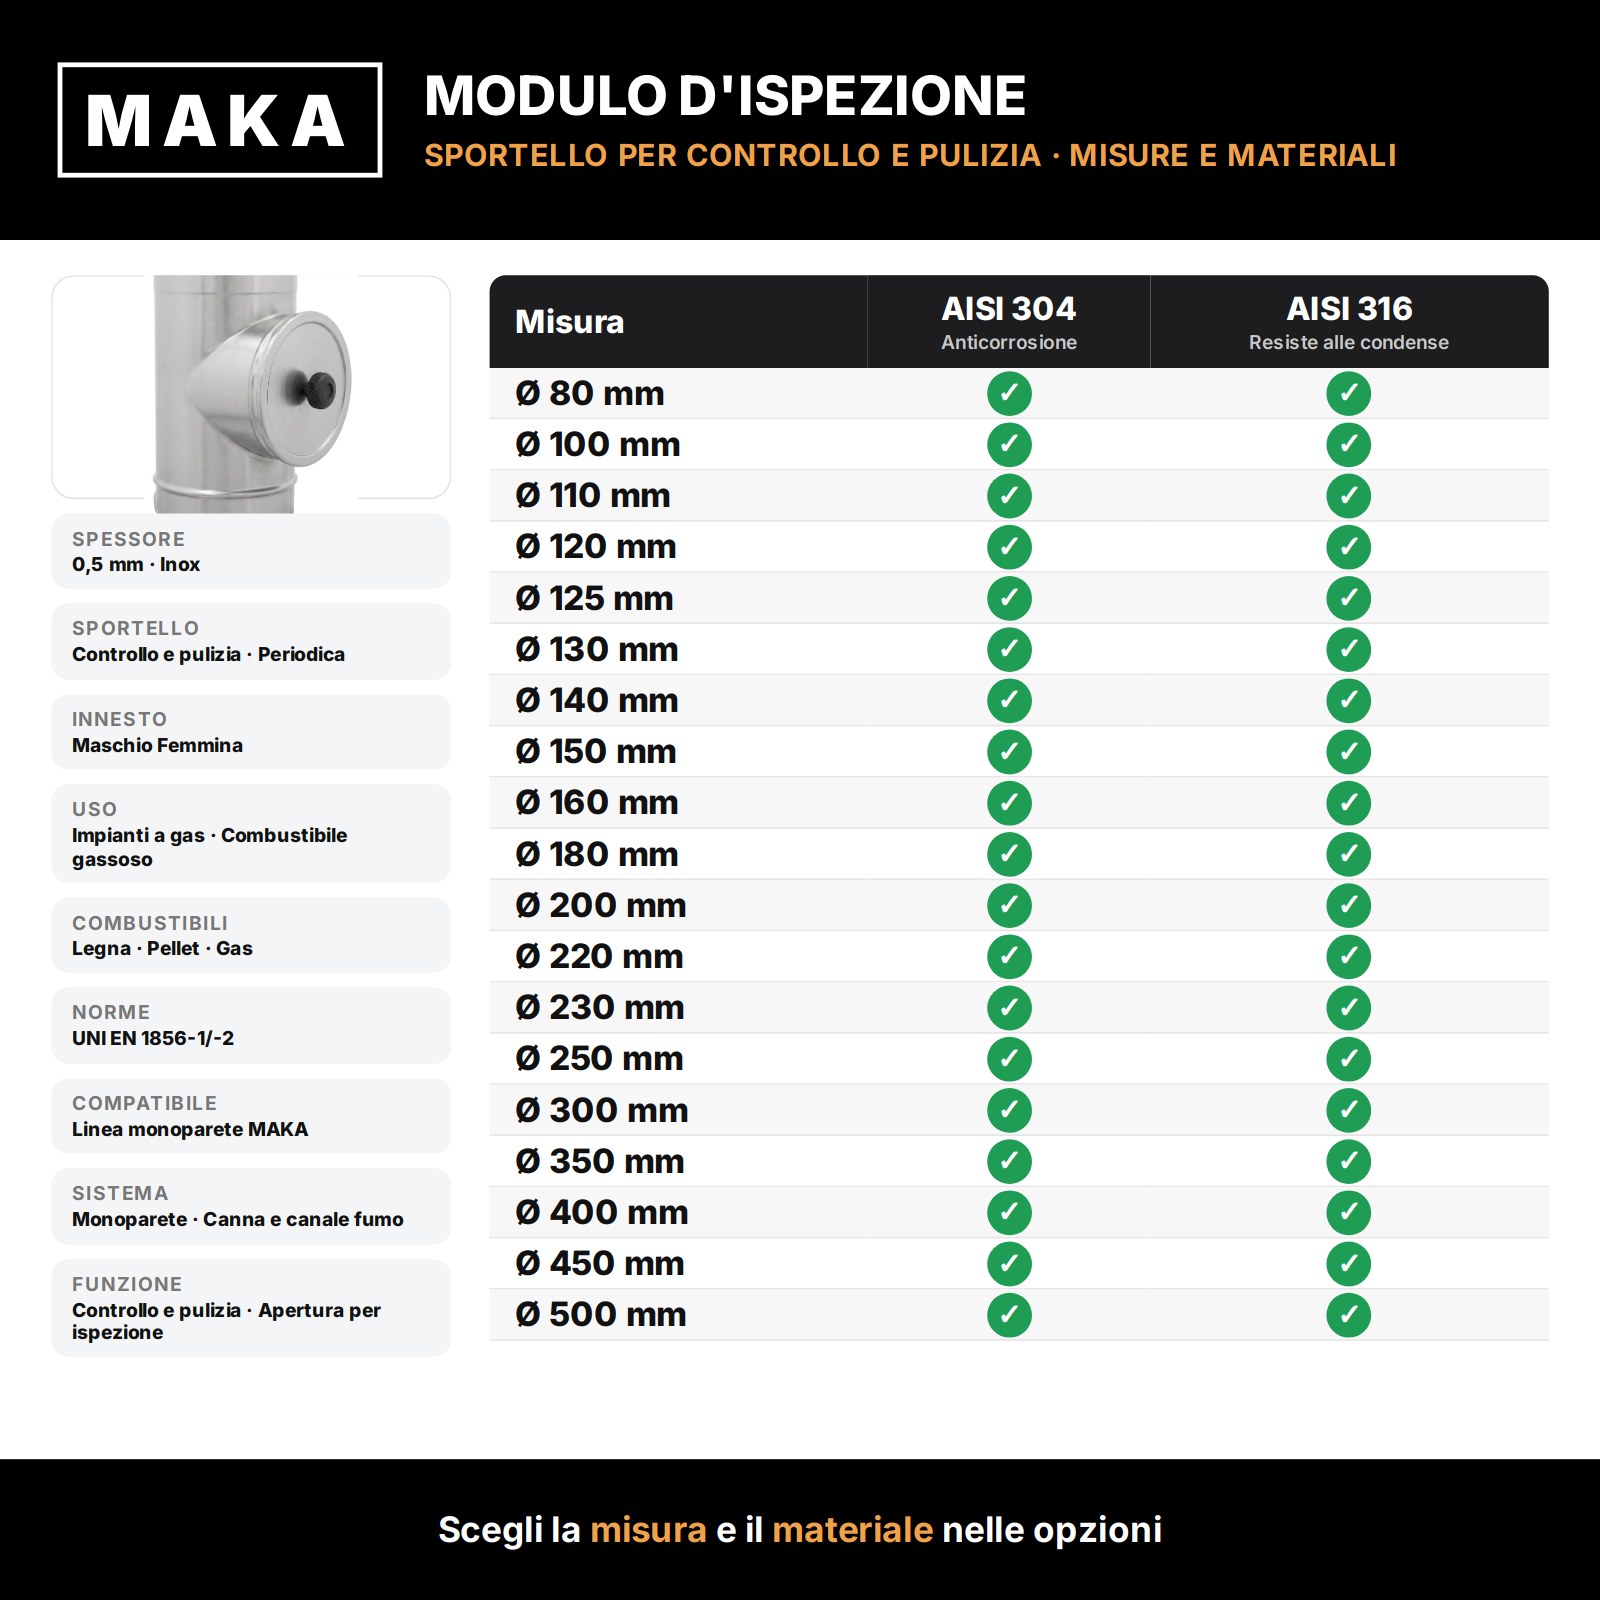 MAKA
MODULO D'ISPEZIONE
SPORTELLO PER CONTROLLO E PULIZIA · MISURE E MATERIALI
SPESSORE
0,5 mm · Inox
SPORTELLO
Controllo e pulizia · Periodica
INNESTO
Maschio Femmina
USO
Impianti a gas · Combustibile
gassoso
COMBUSTIBILI
Legna · Pellet · Gas
NORME
UNI EN 1856-1/-2
COMPATIBILE
Linea monoparete MAKA
SISTEMA
Monoparete · Canna e canale fumo
FUNZIONE
Controllo e pulizia · Apertura per
ispezione
Misura AISI 304 AISI 316
Anticorrosione Resiste alle condense
Ø 80 mm ✓ ✓
Ø 100 mm ✓ ✓
Ø 110 mm ✓ ✓
Ø 120 mm ✓ ✓
Ø 125 mm ✓ ✓
Ø 130 mm ✓ ✓
Ø 140 mm ✓ ✓
Ø 150 mm ✓ ✓
Ø 160 mm ✓ ✓
Ø 180 mm ✓ ✓
Ø 200 mm ✓ ✓
Ø 220 mm ✓ ✓
Ø 230 mm ✓ ✓
Ø 250 mm ✓ ✓
Ø 300 mm ✓ ✓
Ø 350 mm ✓ ✓
Ø 400 mm ✓ ✓
Ø 450 mm ✓ ✓
Ø 500 mm ✓ ✓
Scegli la misura e il materiale nelle opzioni